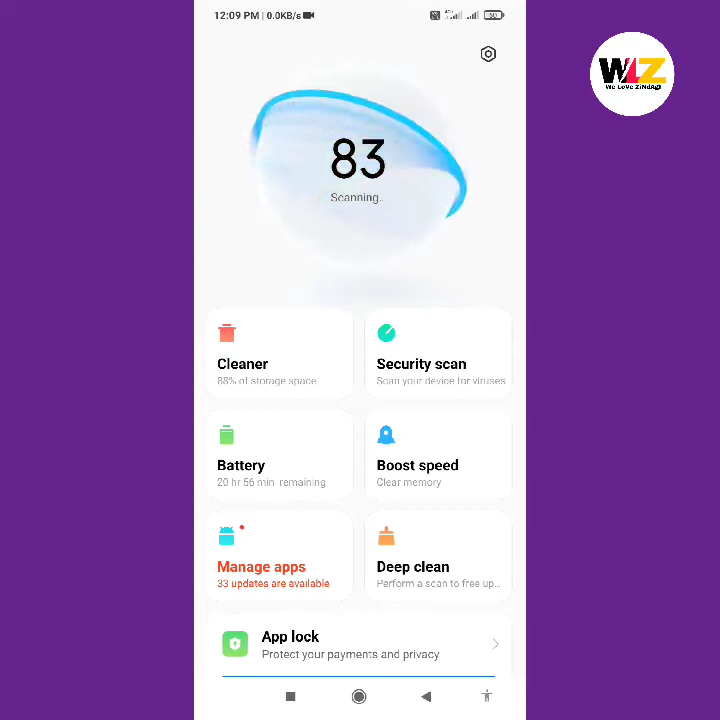 12:09 PM | 0.0KB/s
WLZ
We LoVe ZiNdAgI
83
Scanning..
Cleaner
88% of storage space
Security scan
Scan your device for viruses
Battery
20 hr 56 min remaining
Boost speed
Clear memory
Manage apps
33 updates are available
Deep clean
Perform a scan to free up...
App lock
Protect your payments and privacy